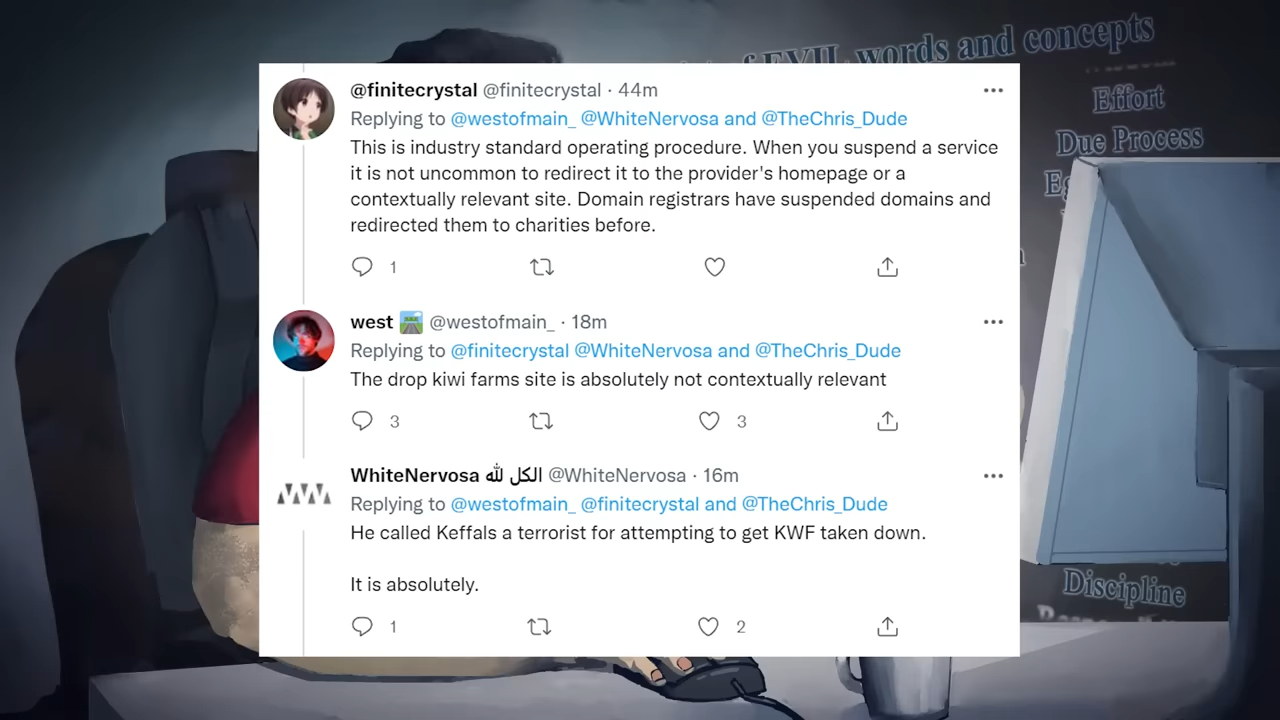 of EVIL words and concepts
Effort
Due Process
@finitecrystal @finitecrystal · 44m
Replying to @westofmain_ @WhiteNervosa and @TheChris_Dude
This is industry standard operating procedure. When you suspend a service
it is not uncommon to redirect it to the provider's homepage or a
contextually relevant site. Domain registrars have suspended domains and
redirected them to charities before.
1
west @westofmain_ · 18m
Replying to @finitecrystal @WhiteNervosa and @TheChris_Dude
The drop kiwi farms site is absolutely not contextually relevant
3 3
WhiteNervosa الكل لله @WhiteNervosa · 16m
Replying to @westofmain_ @finitecrystal and @TheChris_Dude
He called Keffals a terrorist for attempting to get KWF taken down.
It is absolutely.
1 2
Discipline